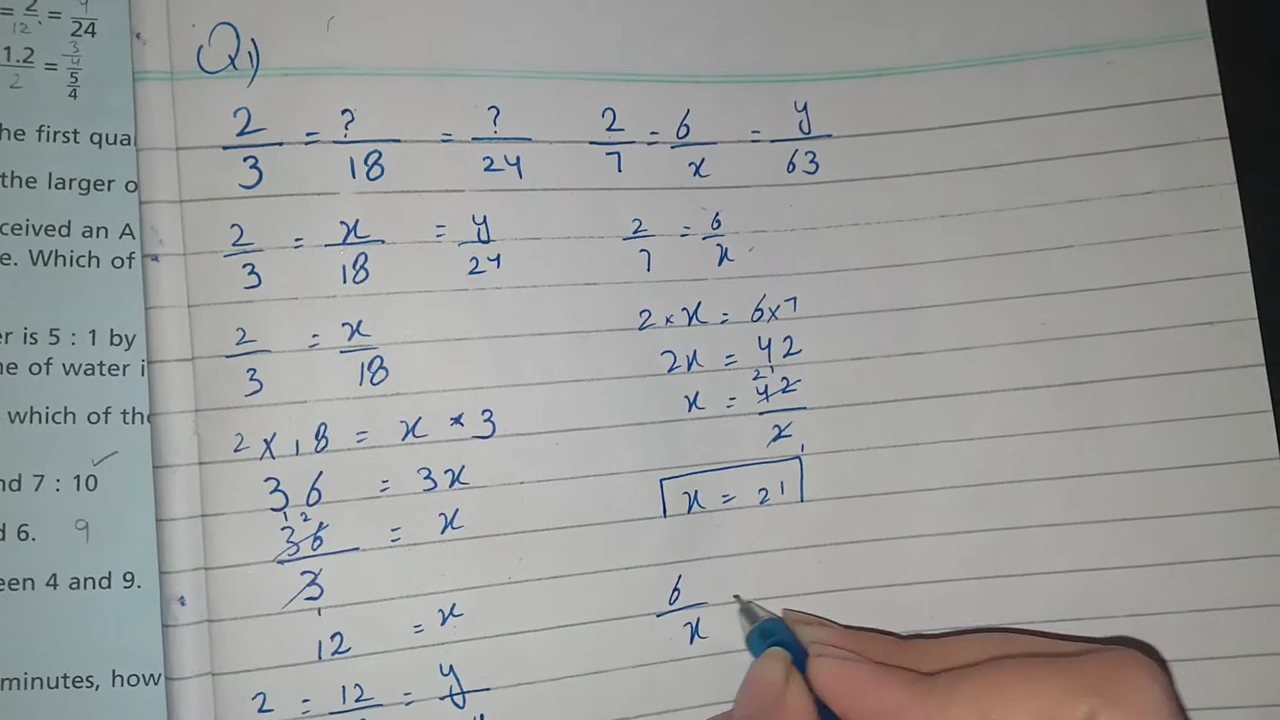 = 2/12 = 4/24
1.2/2 = 3/4 / 5/4
he first qua
the larger o
ceived an A
e. Which of
er is 5 : 1 by
ne of water i
which of the
nd 7 : 10
d 6. 9
een 4 and 9.
minutes, how
Q1)
2/3 = ?/18 = ?/24
2/3 = x/18 = y/24
2/3 = x/18
2 × 18 = x * 3
36 = 3x
36/3 = x
12 = x
2 = 12 = y
2/7 = 6/x = y/63
2/7 = 6/x
2 × x = 6×7
2x = 42
x = 42/2
x = 21
6/x